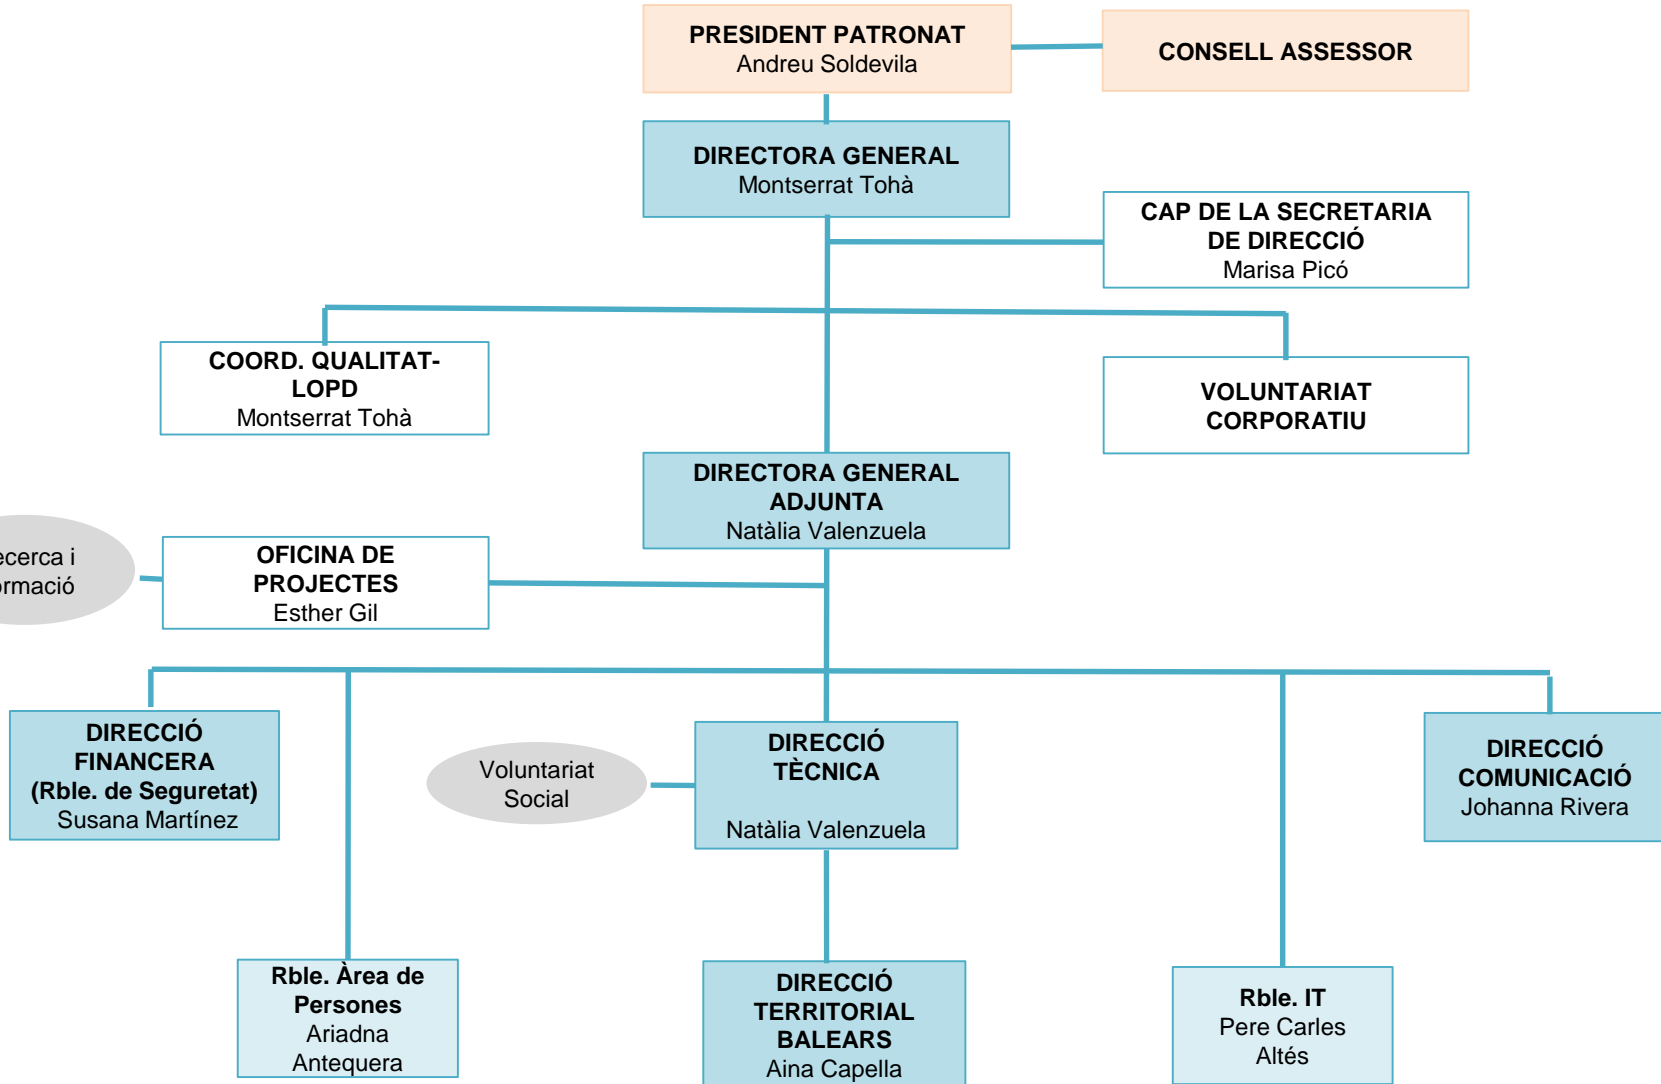 PRESIDENT PATRONAT
Andreu Soldevila
CONSELL ASSESSOR
DIRECTORA GENERAL
Montserrat Tohà
CAP DE LA SECRETARIA
DE DIRECCIÓ
Marisa Picó
COORD. QUALITAT-
LOPD
Montserrat Tohà
VOLUNTARIAT
CORPORATIU
DIRECTORA GENERAL
ADJUNTA
Natàlia Valenzuela
ecerca i
ormació
OFICINA DE
PROJECTES
Esther Gil
DIRECCIÓ
FINANCERA
(Rble. de Seguretat)
Susana Martínez
Voluntariat
Social
DIRECCIÓ
TÈCNICA
Natàlia Valenzuela
DIRECCIÓ
COMUNICACIÓ
Johanna Rivera
Rble. Àrea de
Persones
Ariadna
Antequera
DIRECCIÓ
TERRITORIAL
BALEARS
Aina Capella
Rble. IT
Pere Carles
Altés